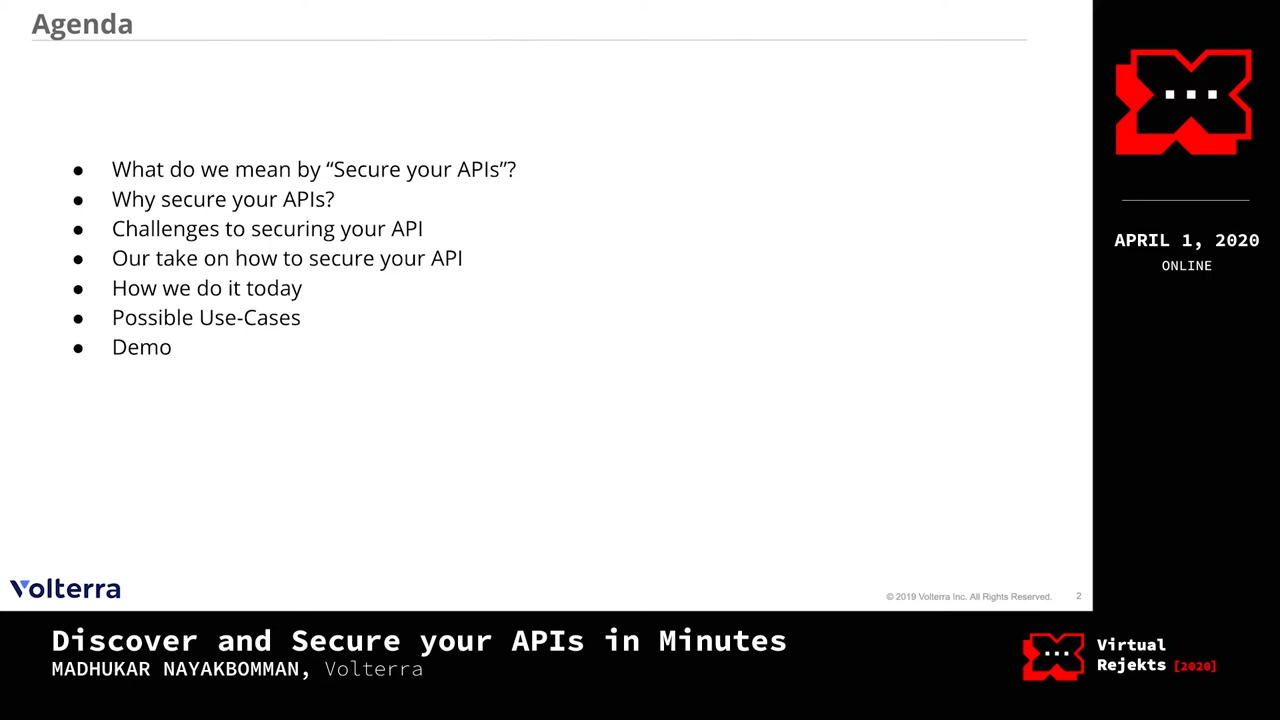 Agenda
● What do we mean by “Secure your APIs”?
● Why secure your APIs?
● Challenges to securing your API
● Our take on how to secure your API
● How we do it today
● Possible Use-Cases
● Demo
APRIL 1, 2020
ONLINE
Volterra
© 2019 Volterra Inc. All Rights Reserved. 2
Discover and Secure your APIs in Minutes
MADHUKAR NAYAKBOMMAN, Volterra
Virtual
Rejekts [2020]